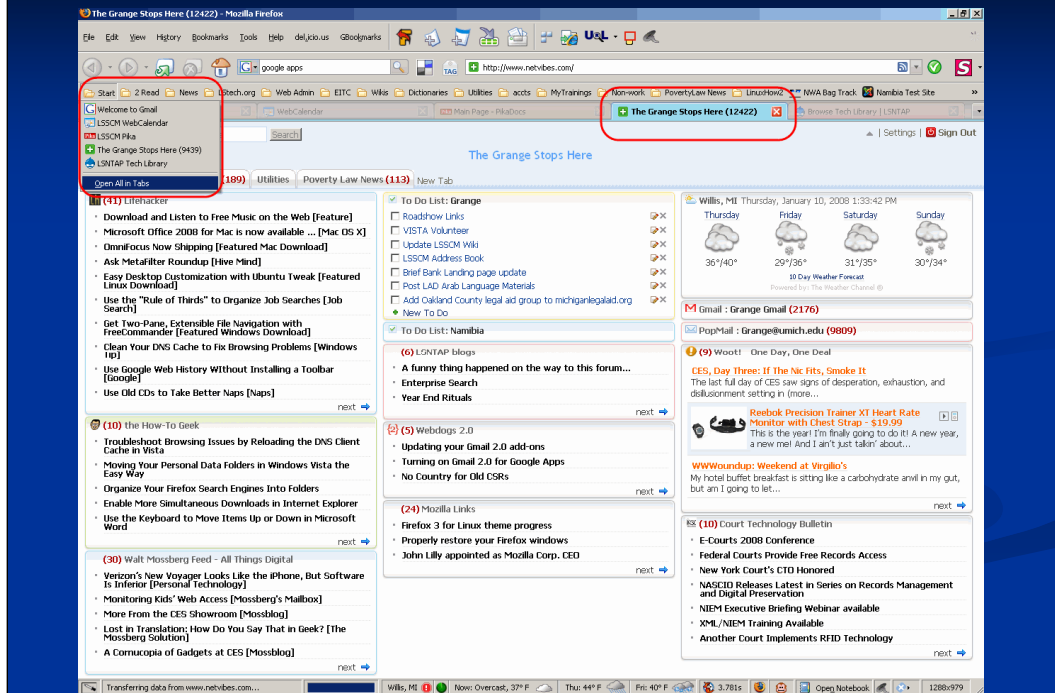 The Grange Stops Here (12422) - Mozilla Firefox
File Edit View History Bookmarks Tools Help del.icio.us GBookmarks
google apps
TAG
http://www.netvibes.com/
Start 2 Read News LStech.org Web Admin EITC Wikis Dictionaries Utilities accts MyTrainings Non-work PovertyLaw News LinuxHow2 NWA Bag Track Namibia Test Site »
WebCalendar
Main Page - PikaDocs
The Grange Stops Here (12422)
Browse Tech Library | LSNTAP
Welcome to Gmail
LSSCM WebCalendar
LSSCM Pika
The Grange Stops Here (9439)
LSNTAP Tech Library
Open All in Tabs
Search
Settings | Sign Out
The Grange Stops Here
(189) Utilities Poverty Law News (113) New Tab
(41) Lifehacker
Download and Listen to Free Music on the Web [Feature]
Microsoft Office 2008 for Mac is now available ... [Mac OS X]
OmniFocus Now Shipping [Featured Mac Download]
Ask MetaFilter Roundup [Hive Mind]
Easy Desktop Customization with Ubuntu Tweak [Featured
Linux Download]
Use the "Rule of Thirds" to Organize Job Searches [Job
Search]
Get Two-Pane, Extensible File Navigation with
FreeCommander [Featured Windows Download]
Clean Your DNS Cache to Fix Browsing Problems [Windows
Tip]
Use Google Web History WIthout Installing a Toolbar
[Google]
Use Old CDs to Take Better Naps [Naps]
next
(10) the How-To Geek
Troubleshoot Browsing Issues by Reloading the DNS Client
Cache in Vista
Moving Your Personal Data Folders in Windows Vista the
Easy Way
Organize Your Firefox Search Engines Into Folders
Enable More Simultaneous Downloads in Internet Explorer
Use the Keyboard to Move Items Up or Down in Microsoft
Word
next
(30) Walt Mossberg Feed - All Things Digital
Verizon's New Voyager Looks Like the iPhone, But Software
Is Inferior [Personal Technology]
Monitoring Kids' Web Access [Mossberg's Mailbox]
More From the CES Showroom [Mossblog]
Lost in Translation: How Do You Say That in Geek? [The
Mossberg Solution]
A Cornucopia of Gadgets at CES [Mossblog]
next
To Do List: Grange
Roadshow Links
VISTA Volunteer
Update LSSCM Wiki
LSSCM Address Book
Brief Bank Landing page update
Post LAD Arab Language Materials
Add Oakland County legal aid group to michiganlegalaid.org
New To Do
To Do List: Namibia
(6) LSNTAP blogs
A funny thing happened on the way to this forum...
Enterprise Search
Year End Rituals
next
(5) Webdogs 2.0
Updating your Gmail 2.0 add-ons
Turning on Gmail 2.0 for Google Apps
No Country for Old CSRs
next
(24) Mozilla Links
Firefox 3 for Linux theme progress
Properly restore your Firefox windows
John Lilly appointed as Mozilla Corp. CEO
next
Willis, MI Thursday, January 10, 2008 1:33:42 PM
Thursday Friday Saturday Sunday
36°/40° 29°/36° 31°/35° 30°/34°
10 Day Weather Forecast
Powered by: The Weather Channel ®
Gmail : Grange Gmail (2176)
PopMail : Grange@umich.edu (9809)
(9) Woot! One Day, One Deal
CES, Day Three: If The Nic Fits, Smoke It
The last full day of CES saw signs of desperation, exhaustion, and
disillusionment setting in (more...
Reebok Precision Trainer XT Heart Rate
Monitor with Chest Strap - $19.99
This is the year! I'm finally going to do it! A new year,
a new me! And I ain't just talkin' about...
WWWoundup: Weekend at Virgilio's
My hotel buffet breakfast is sitting like a carbohydrate anvil in my gut,
but am I going to let...
next
(10) Court Technology Bulletin
E-Courts 2008 Conference
Federal Courts Provide Free Records Access
New York Court's CTO Honored
NASCIO Releases Latest in Series on Records Management
and Digital Preservation
NIEM Executive Briefing Webinar available
XML/NIEM Training Available
Another Court Implements RFID Technology
next
Transferring data from www.netvibes.com...
Willis, MI Now: Overcast, 37° F Thu: 44° F Fri: 40° F 3.781s Open Notebook 1288x979